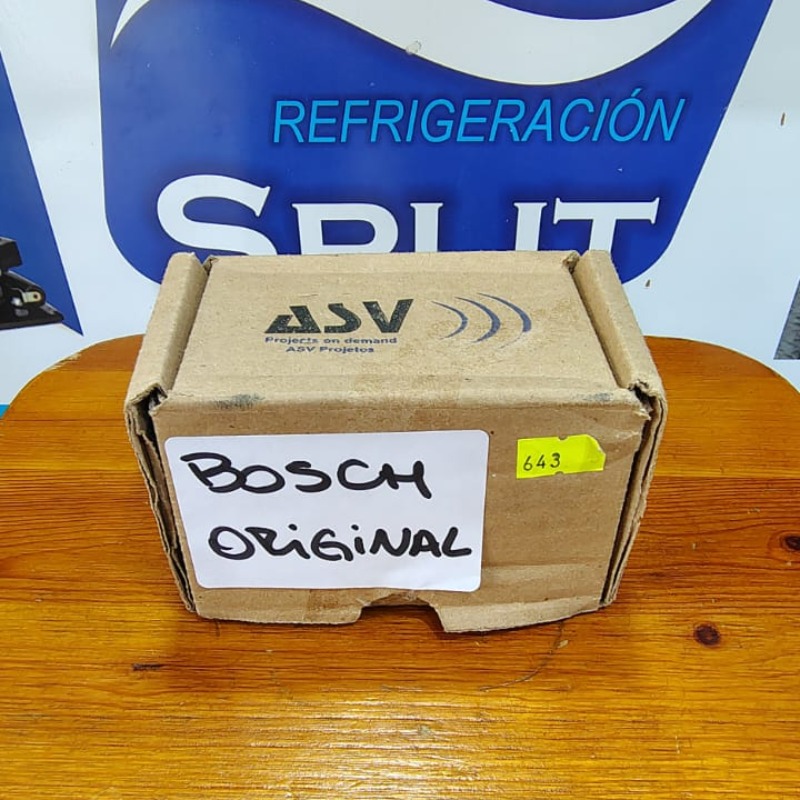 REFRIGERACIÓN
SPLIT
ASV
Projects on demand
ASV Projetos
BOSCH
ORiGiNAL
643